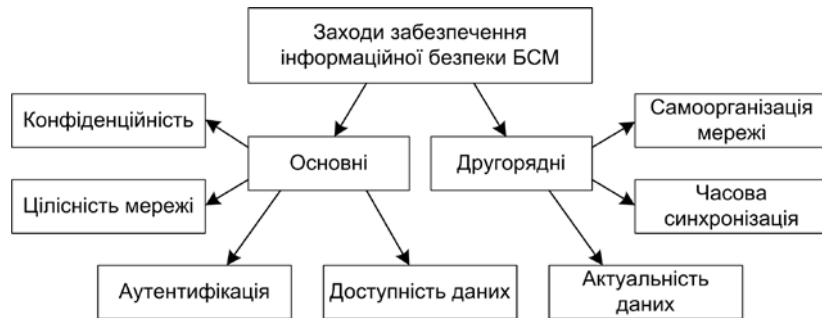 Заходи забезпечення
інформаційної безпеки БСМ
Конфіденційність
Самоорганізація
мережі
Основні
Другорядні
Цілісність мережі
Часова
синхронізація
Аутентифікація
Доступність даних
Актуальність
даних